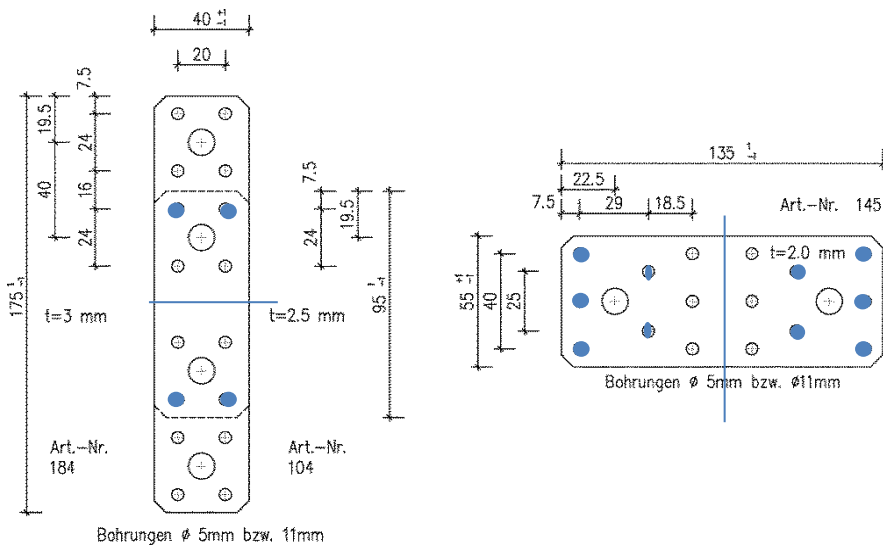 40 +1 -1
20
7.5
19.5
24
40
16
24
175 1 -1
7.5
19.5
24
95 1 -1
t=3 mm
t=2.5 mm
Art.-Nr.
184
Art.-Nr.
104
Bohrungen ø 5mm bzw. 11mm
135 1 -1
22.5
7.5
29
18.5
Art.-Nr. 145
t=2.0 mm
55 +1 -1
40
25
Bohrungen ø 5mm bzw. ø11mm